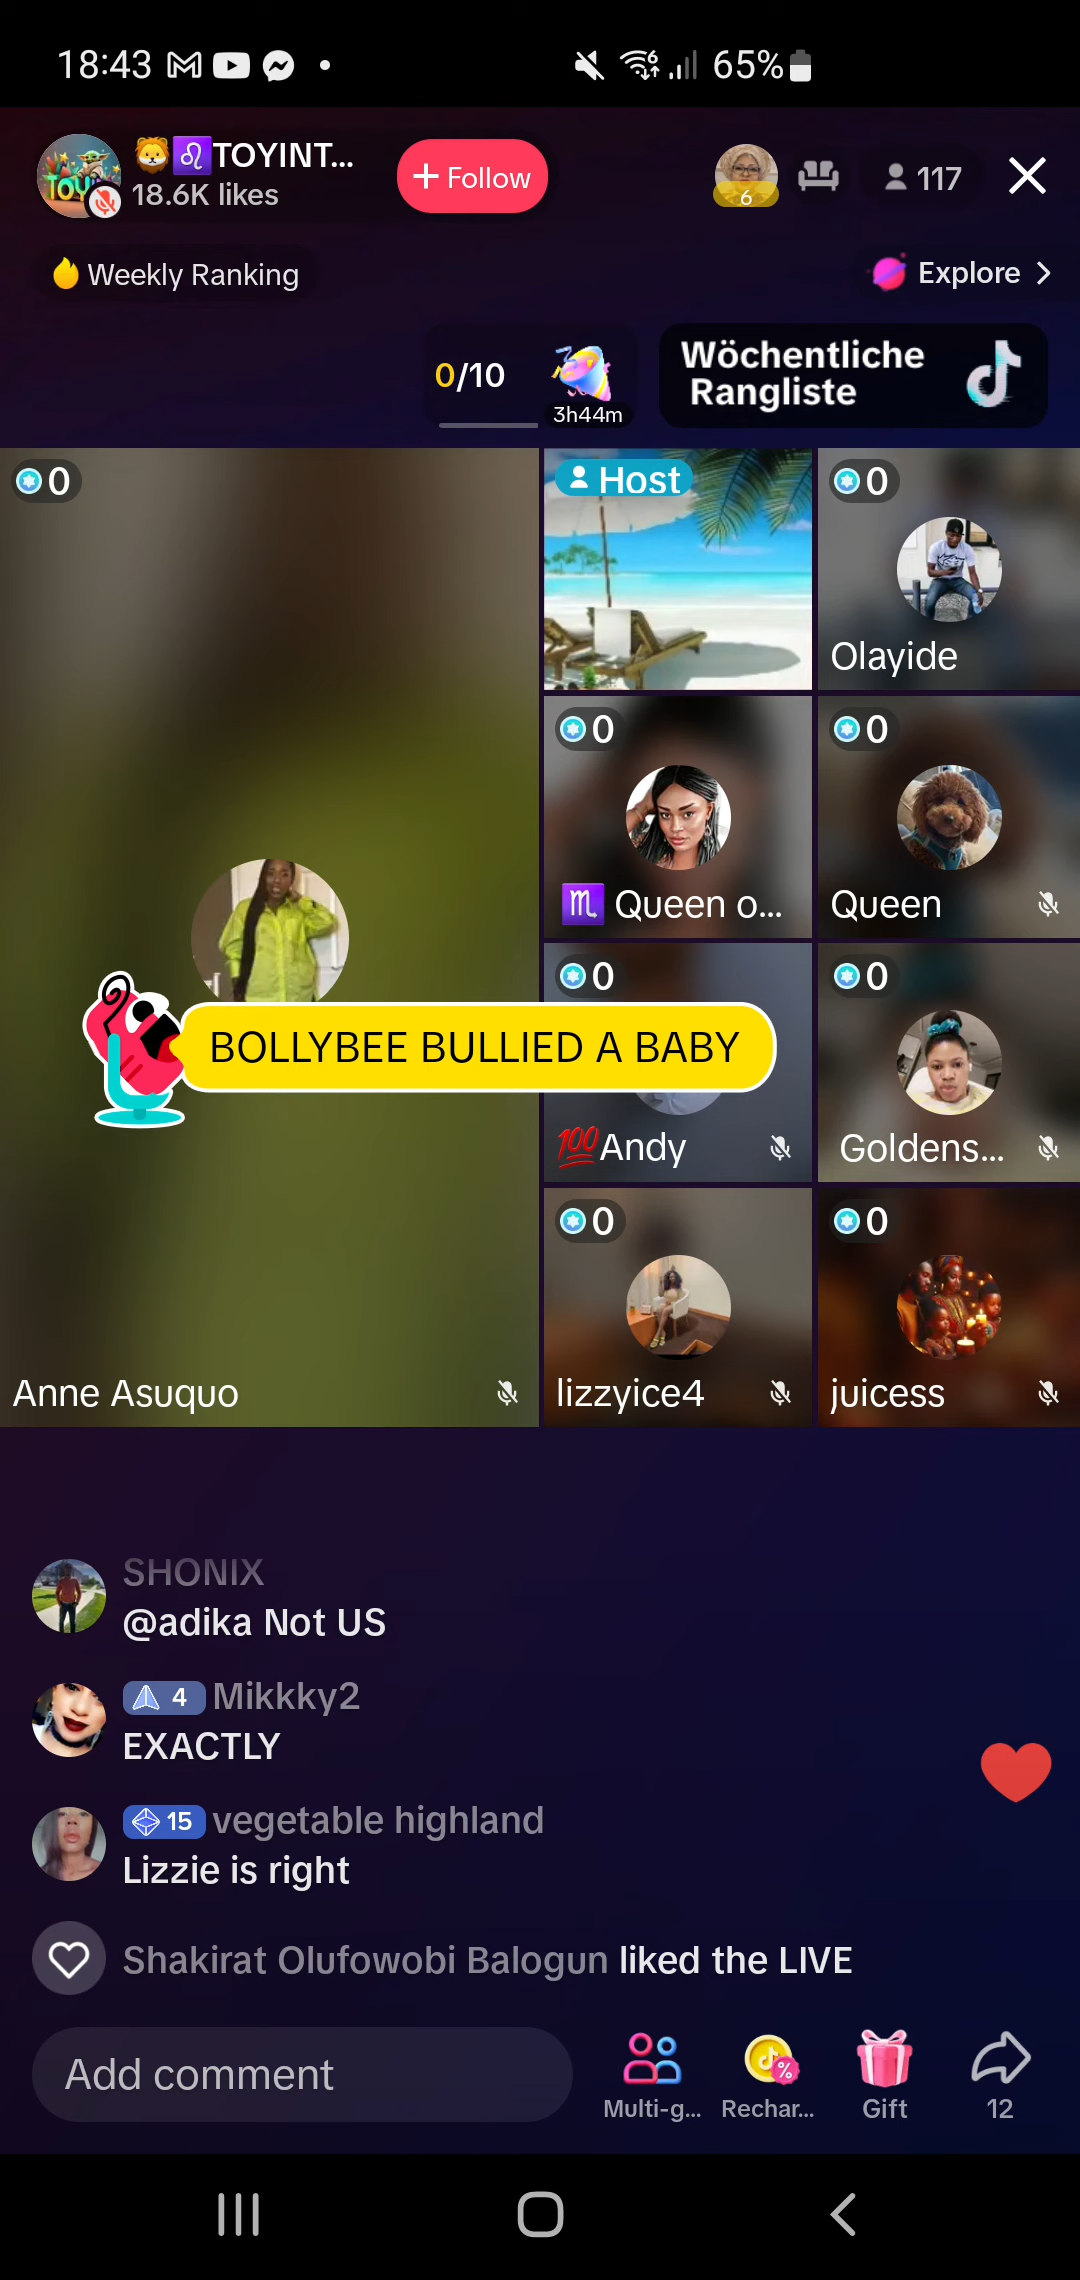 18:43
65%
🦁♌TOYINT...
18.6K likes
+ Follow
6
117
Weekly Ranking
Explore >
0/10
3h44m
Wöchentliche
Rangliste
0
Host
0
Olayide
0
♏ Queen o...
0
Queen
0
💯Andy
0
Goldens...
BOLLYBEE BULLIED A BABY
0
lizzyice4
0
juicess
Anne Asuquo
SHONIX
@adika Not US
4 Mikkky2
EXACTLY
15 vegetable highland
Lizzie is right
Shakirat Olufowobi Balogun liked the LIVE
Add comment
Multi-g...
Rechar...
Gift
12